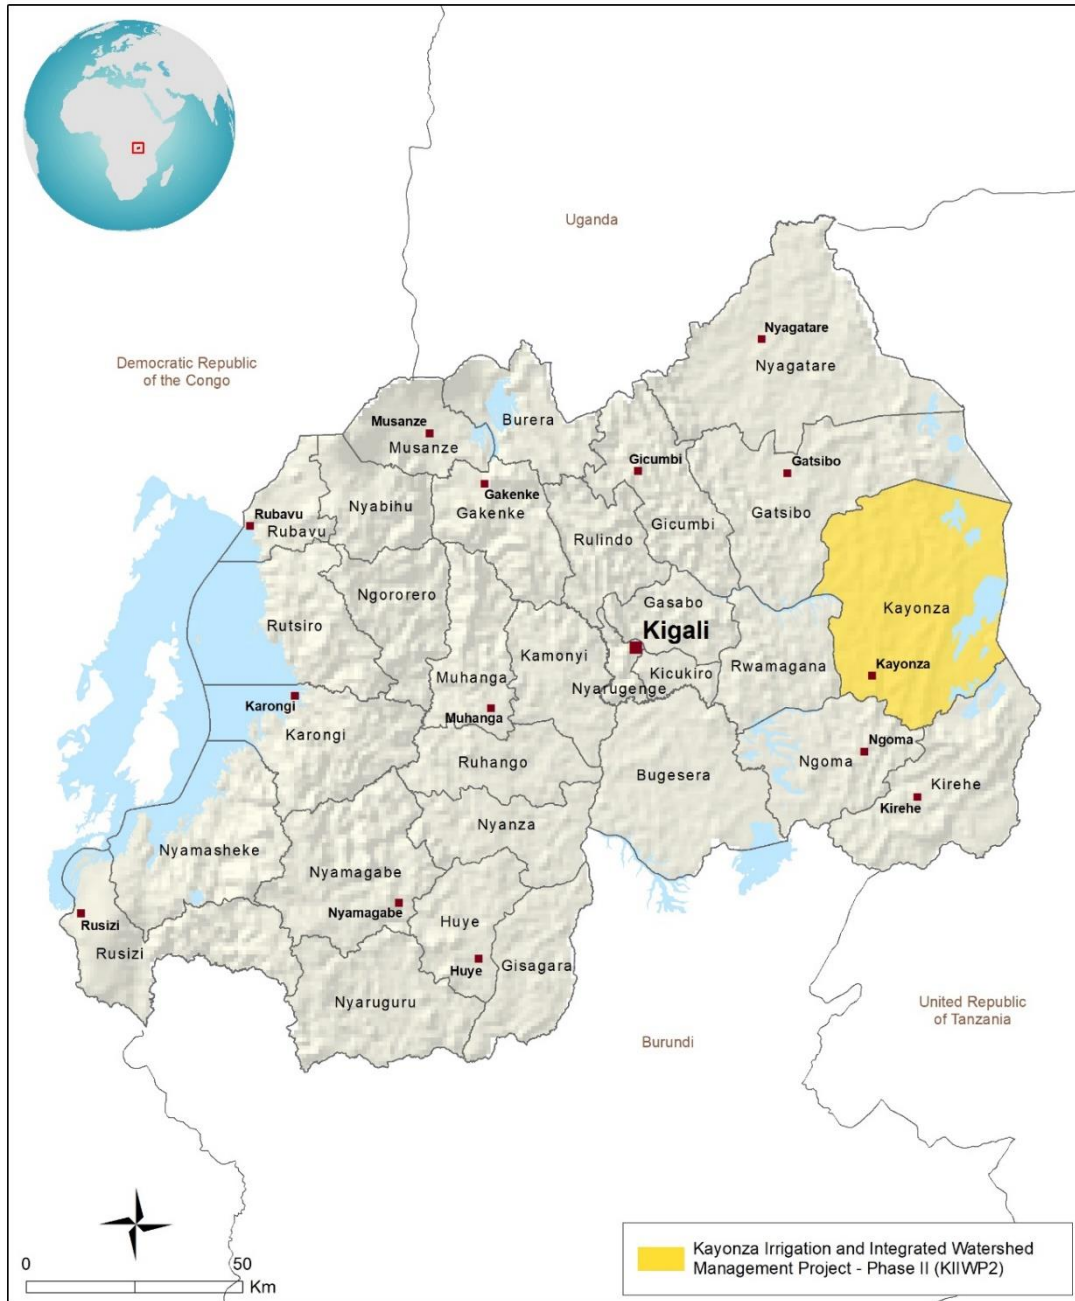 Uganda
Nyagatare
Nyagatare
Democratic Republic
of the Congo
Musanze
Musanze
Burera
Gicumbi
Gatsibo
Gakenke
Gakenke
Nyabihu
Rubavu
Rubavu
Gatsibo
Gicumbi
Rulindo
Ngororero
Gasabo
Kayonza
Rutsiro
Kigali
Kamonyi
Kicukiro
Rwamagana
Kayonza
Muhanga
Nyarugenge
Karongi
Muhanga
Karongi
Ngoma
Ruhango
Bugesera
Ngoma
Kirehe
Kirehe
Nyanza
Nyamasheke
Nyamagabe
Nyamagabe
Huye
Rusizi
Rusizi
Huye
Gisagara
Nyaruguru
United Republic
of Tanzania
Burundi
0 50
Km
Kayonza Irrigation and Integrated Watershed
Management Project - Phase II (KIIWP2)